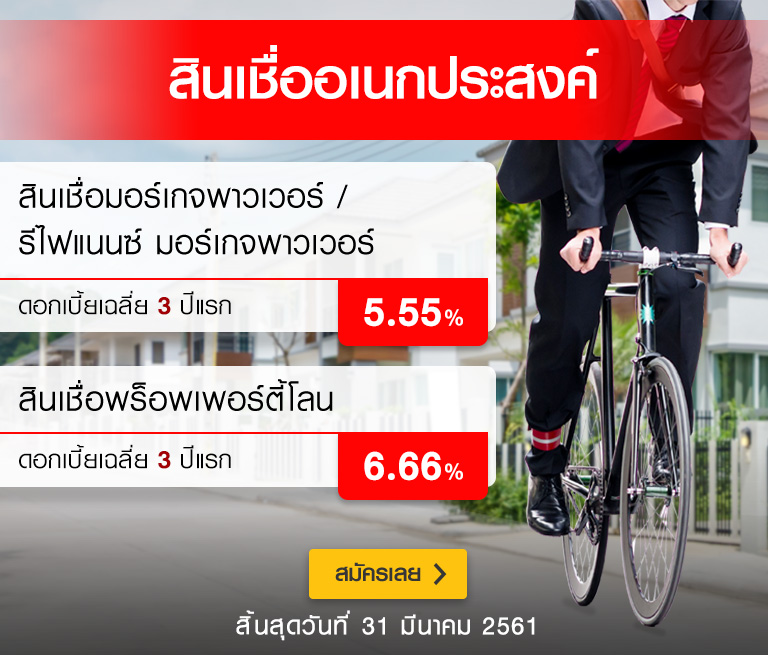 สินเชื่ออเนกประสงค์
สินเชื่อมอร์เกจพาวเวอร์ /
รีไฟแนนซ์ มอร์เกจพาวเวอร์
ดอกเบี้ยเฉลี่ย 3 ปีแรก
5.55%
สินเชื่อพร็อพเพอร์ตี้โลน
ดอกเบี้ยเฉลี่ย 3 ปีแรก
6.66%
สมัครเลย
สิ้นสุดวันที่ 31 มีนาคม 2561